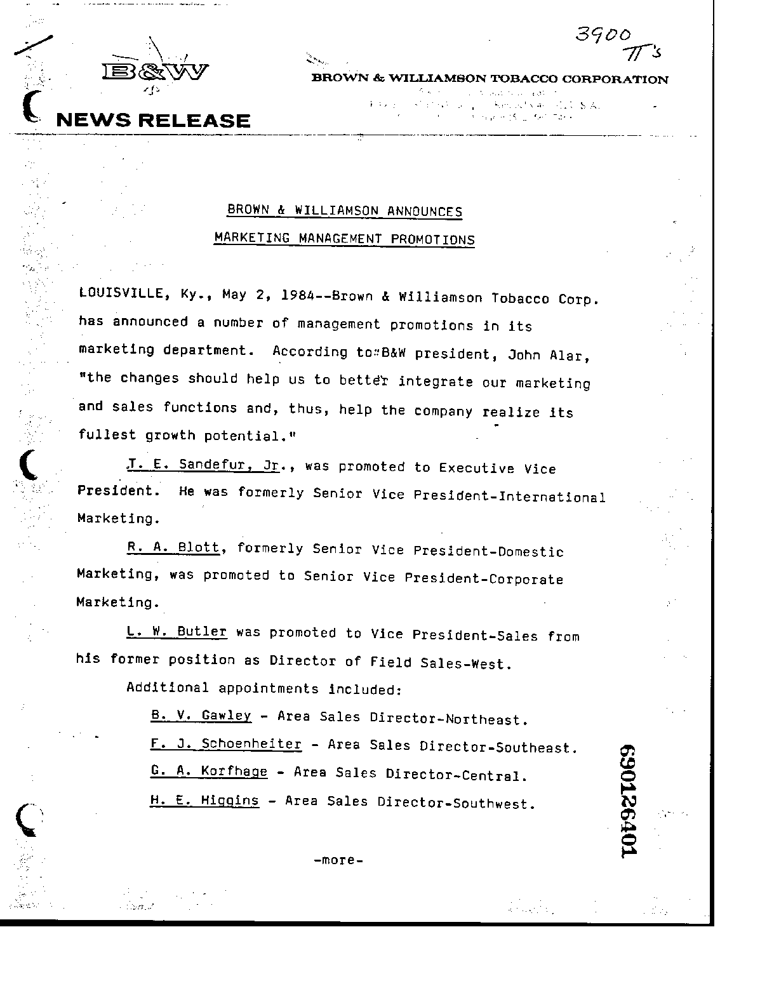 3900
π's
B&W
BROWN & WILLIAMSON TOBACCO CORPORATION
NEWS RELEASE
BROWN & WILLIAMSON ANNOUNCES
MARKETING MANAGEMENT PROMOTIONS
LOUISVILLE, Ky., May 2, 1984--Brown & Williamson Tobacco Corp.
has announced a number of management promotions in its
marketing department. According to B&W president, John Alar,
"the changes should help us to better integrate our marketing
and sales functions and, thus, help the company realize its
fullest growth potential."
T. E. Sandefur, Jr., was promoted to Executive Vice
President. He was formerly Senior Vice President-International
Marketing.
R. A. Blott, formerly Senior Vice President-Domestic
Marketing, was promoted to Senior Vice President-Corporate
Marketing.
L. W. Butler was promoted to Vice President-Sales from
his former position as Director of Field Sales-West.
Additional appointments included:
B. V. Gawley - Area Sales Director-Northeast.
F. J. Schoenheiter - Area Sales Director-Southeast.
G. A. Korfhage - Area Sales Director-Central.
H. E. Higgins - Area Sales Director-Southwest.
690126401
-more-